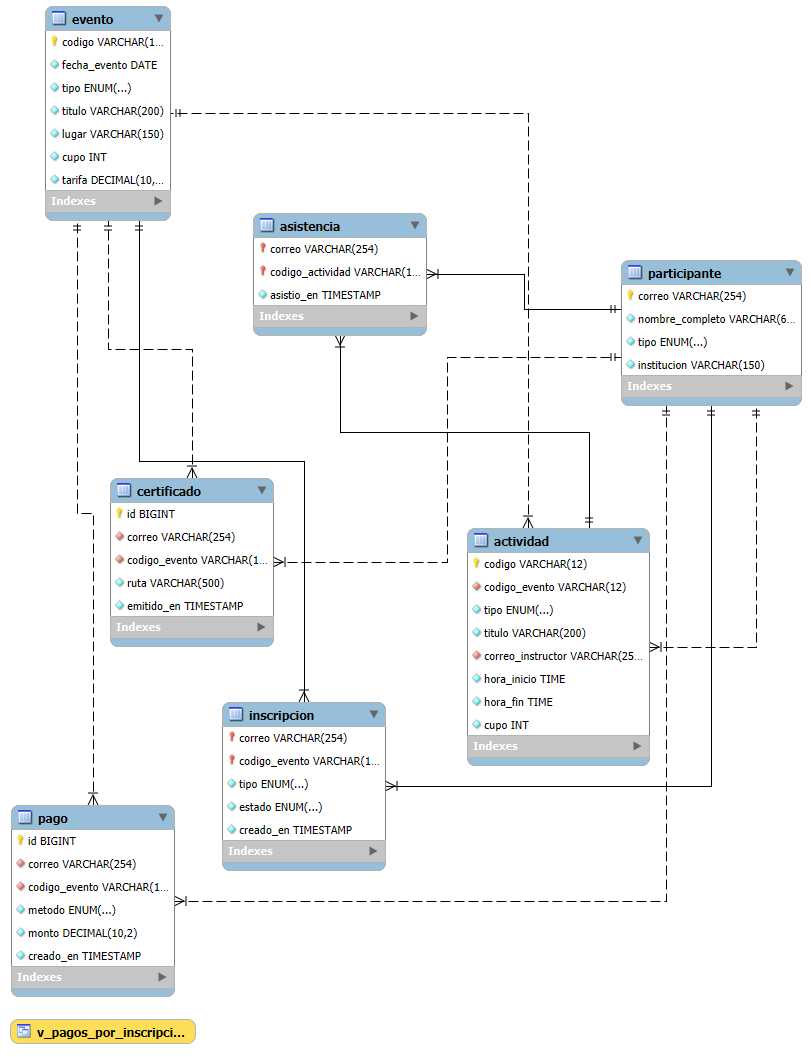 evento
codigo VARCHAR(1...
fecha_evento DATE
tipo ENUM(...)
titulo VARCHAR(200)
lugar VARCHAR(150)
cupo INT
tarifa DECIMAL(10,...
Indexes
asistencia
correo VARCHAR(254)
codigo_actividad VARCHAR(1...
asistio_en TIMESTAMP
Indexes
participante
correo VARCHAR(254)
nombre_completo VARCHAR(6...
tipo ENUM(...)
institucion VARCHAR(150)
Indexes
certificado
id BIGINT
correo VARCHAR(254)
codigo_evento VARCHAR(1...
ruta VARCHAR(500)
emitido_en TIMESTAMP
Indexes
actividad
codigo VARCHAR(12)
codigo_evento VARCHAR(12)
tipo ENUM(...)
titulo VARCHAR(200)
correo_instructor VARCHAR(25...
hora_inicio TIME
hora_fin TIME
cupo INT
Indexes
inscripcion
correo VARCHAR(254)
codigo_evento VARCHAR(1...
tipo ENUM(...)
estado ENUM(...)
creado_en TIMESTAMP
Indexes
pago
id BIGINT
correo VARCHAR(254)
codigo_evento VARCHAR(1...
metodo ENUM(...)
monto DECIMAL(10,2)
creado_en TIMESTAMP
Indexes
v_pagos_por_inscripci...